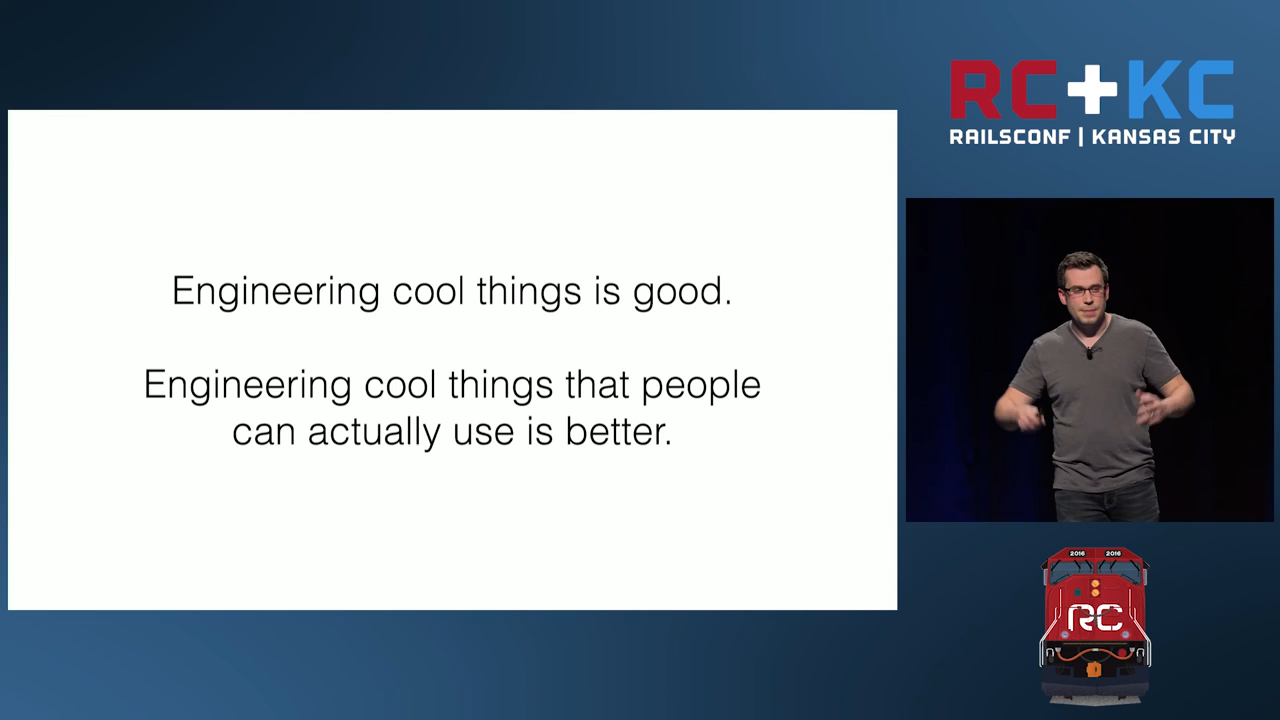 Engineering cool things is good.
Engineering cool things that people
can actually use is better.
RC+KC
RAILSCONF | KANSAS CITY
2016 2016
RC